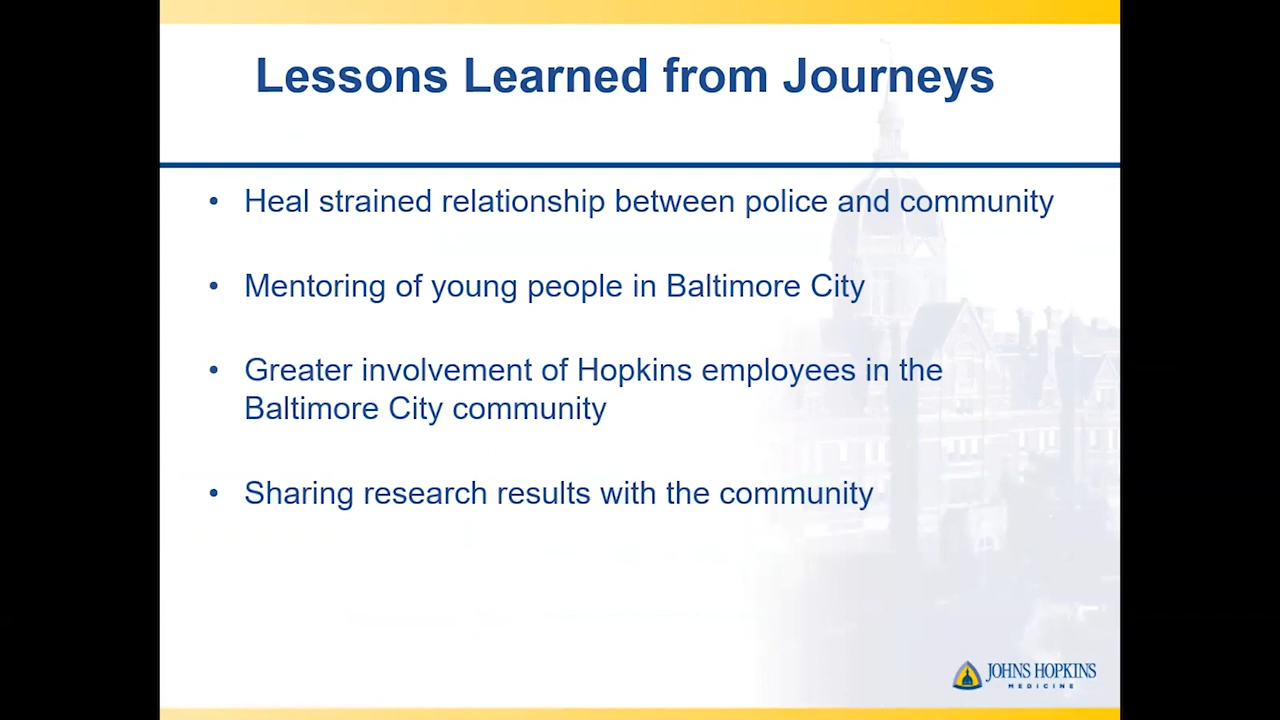 Lessons Learned from Journeys
• Heal strained relationship between police and community
• Mentoring of young people in Baltimore City
• Greater involvement of Hopkins employees in the
Baltimore City community
• Sharing research results with the community
JOHNS HOPKINS
MEDICINE